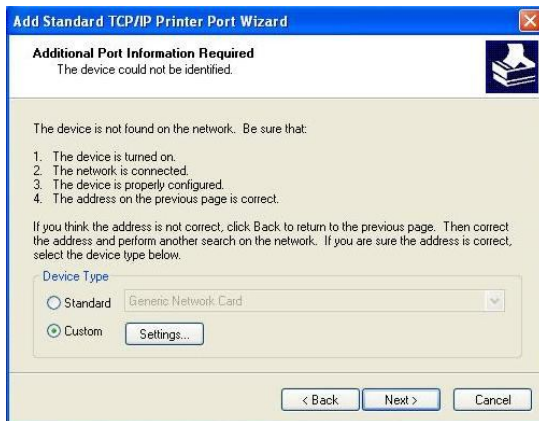 Add Standard TCP/IP Printer Port Wizard
Additional Port Information Required
The device could not be identified.
The device is not found on the network. Be sure that:
1. The device is turned on.
2. The network is connected.
3. The device is properly configured.
4. The address on the previous page is correct.
If you think the address is not correct, click Back to return to the previous page. Then correct
the address and perform another search on the network. If you are sure the address is correct,
select the device type below.
Device Type
Standard Generic Network Card
Custom Settings...
< Back Next > Cancel